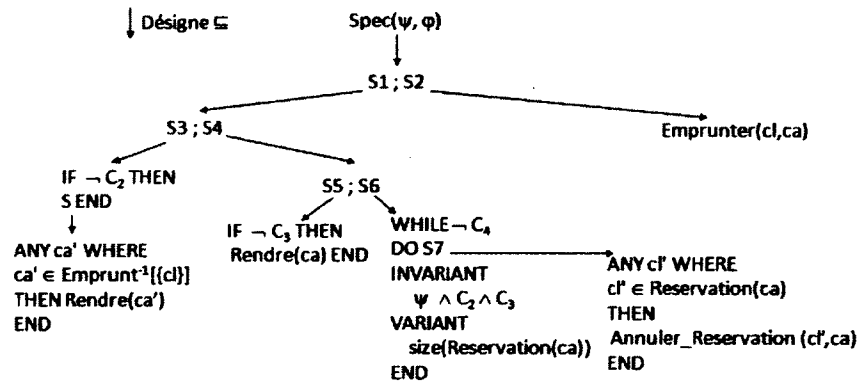 Désigne ⊑
Spec(ψ, φ)
S1 ; S2
S3 ; S4
Emprunter(cl,ca)
IF ¬ C₂ THEN
S END
S5 ; S6
ANY ca' WHERE
ca' ∈ Emprunt⁻¹[{cl}]
THEN Rendre(ca')
END
IF ¬ C₃ THEN
Rendre(ca) END
WHILE ¬ C₄
DO S7
INVARIANT
ψ ∧ C₂ ∧ C₃
VARIANT
size(Reservation(ca))
END
ANY cl' WHERE
cl' ∈ Reservation(ca)
THEN
Annuler_Reservation (cl',ca)
END